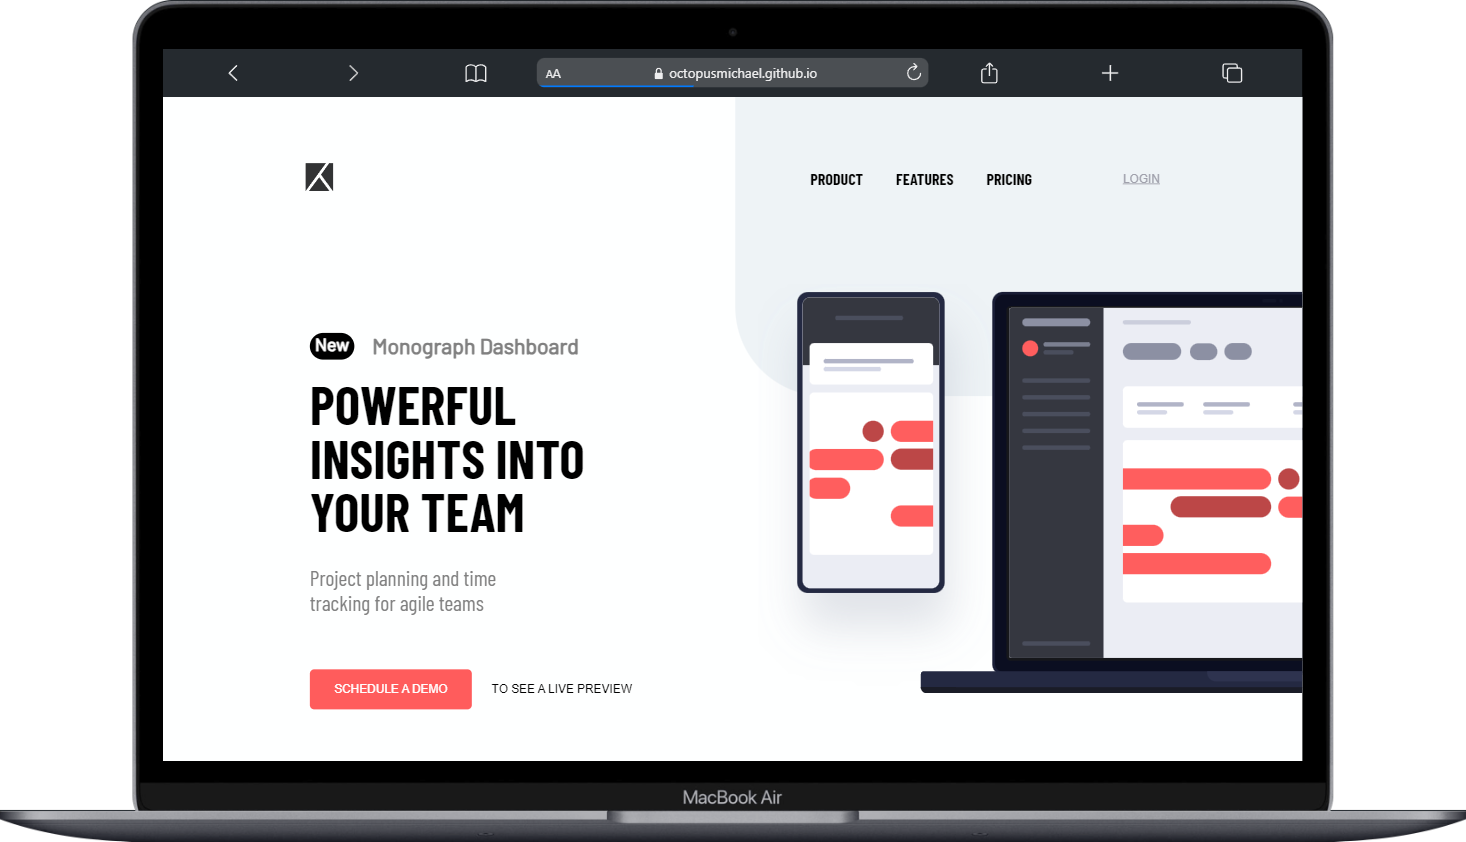 AA octopusmichael.github.io
PRODUCT FEATURES PRICING LOGIN
New Monograph Dashboard
POWERFUL
INSIGHTS INTO
YOUR TEAM
Project planning and time
tracking for agile teams
SCHEDULE A DEMO TO SEE A LIVE PREVIEW
MacBook Air